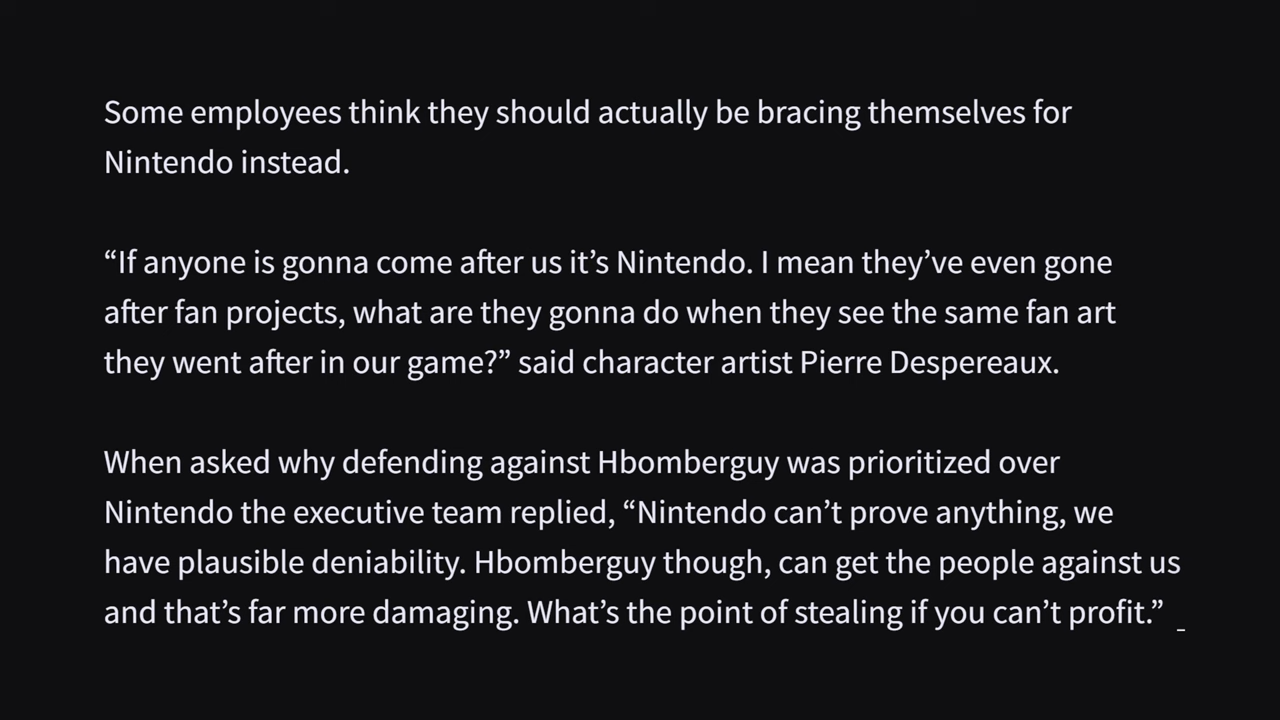 Some employees think they should actually be bracing themselves for
Nintendo instead.
“If anyone is gonna come after us it’s Nintendo. I mean they’ve even gone
after fan projects, what are they gonna do when they see the same fan art
they went after in our game?” said character artist Pierre Despereaux.
When asked why defending against Hbomberguy was prioritized over
Nintendo the executive team replied, “Nintendo can’t prove anything, we
have plausible deniability. Hbomberguy though, can get the people against us
and that’s far more damaging. What’s the point of stealing if you can’t profit.” _